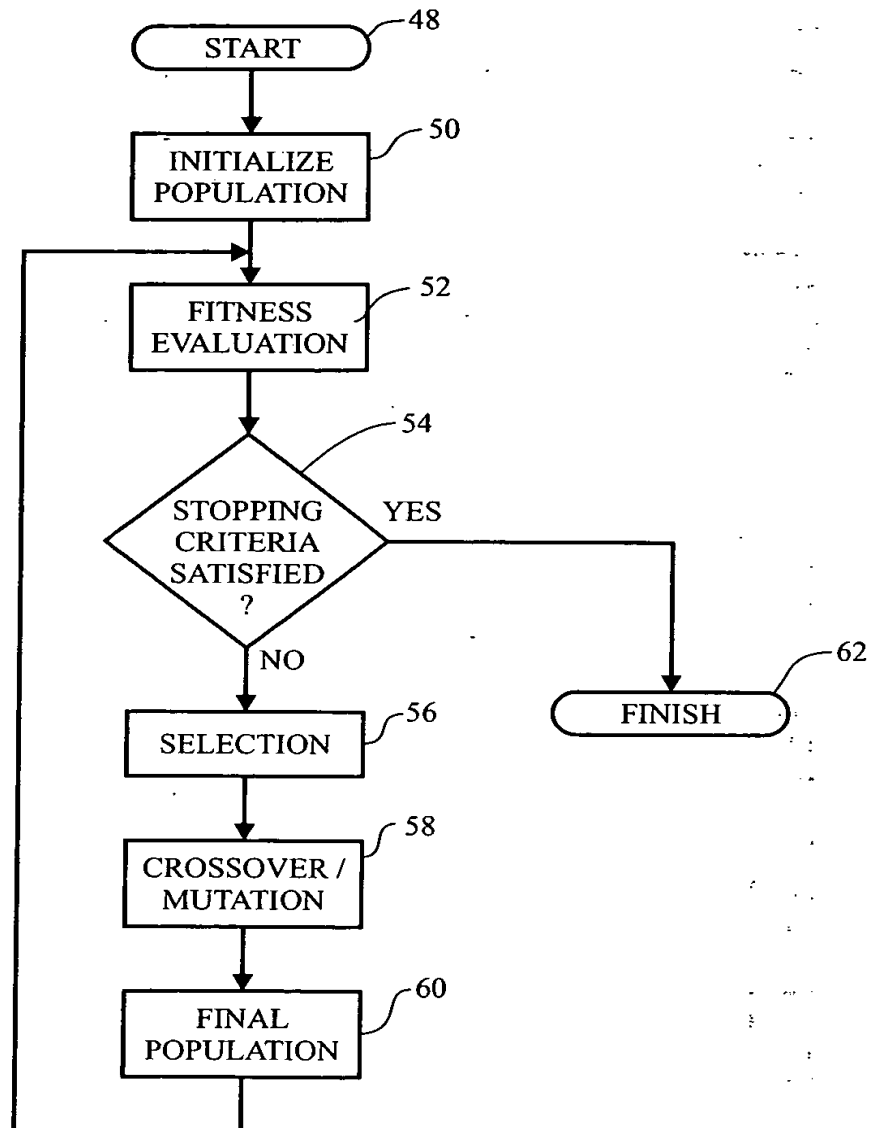 START
48
INITIALIZE
POPULATION
50
FITNESS
EVALUATION
52
STOPPING
CRITERIA
SATISFIED
?
54
YES
NO
SELECTION
56
FINISH
62
CROSSOVER /
MUTATION
58
FINAL
POPULATION
60